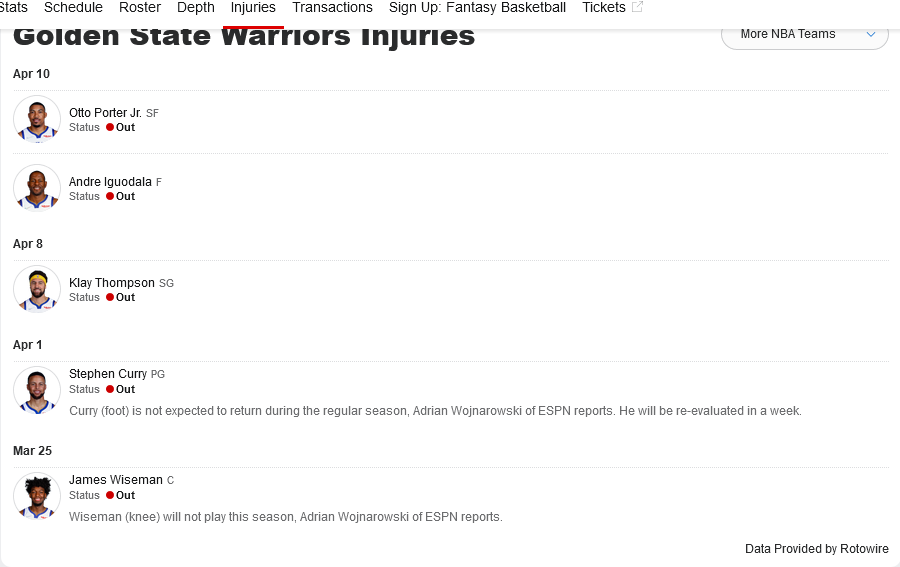 Stats Schedule Roster Depth Injuries Transactions Sign Up: Fantasy Basketball Tickets
Golden State Warriors Injuries
More NBA Teams
Apr 10
Otto Porter Jr. SF
Status Out
Andre Iguodala F
Status Out
Apr 8
Klay Thompson SG
Status Out
Apr 1
Stephen Curry PG
Status Out
Curry (foot) is not expected to return during the regular season, Adrian Wojnarowski of ESPN reports. He will be re-evaluated in a week.
Mar 25
James Wiseman C
Status Out
Wiseman (knee) will not play this season, Adrian Wojnarowski of ESPN reports.
Data Provided by Rotowire